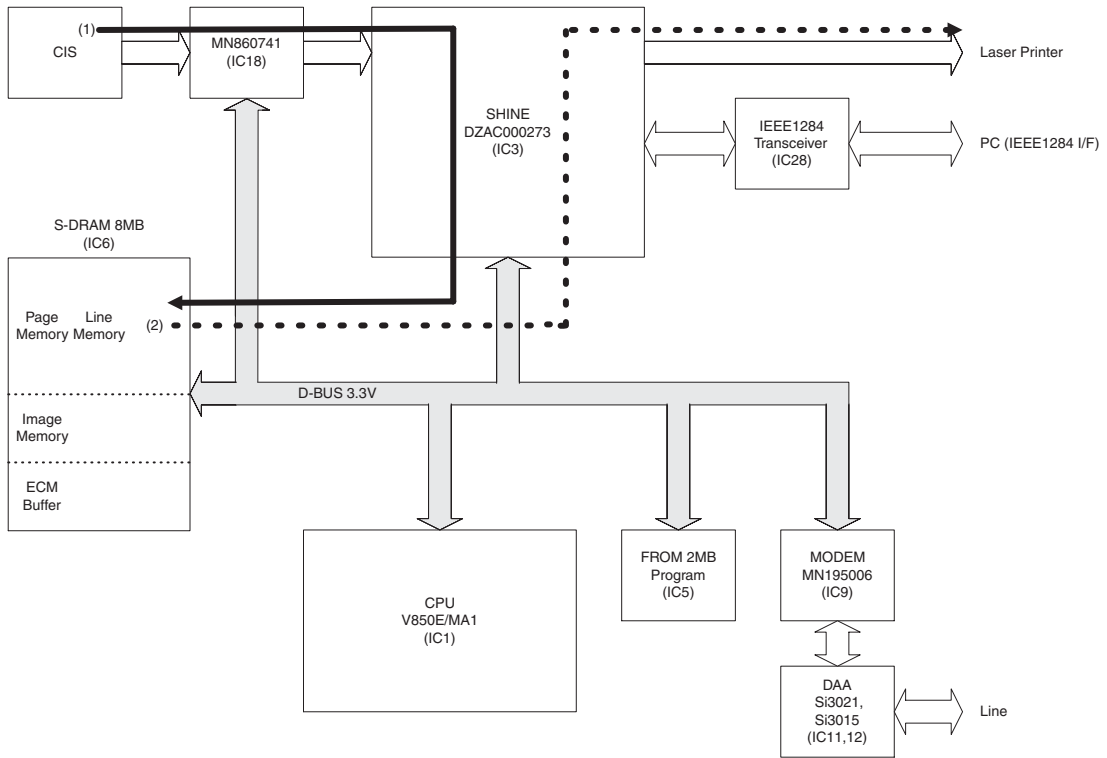 (1)
CIS
MN860741
(IC18)
SHINE
DZAC000273
(IC3)
Laser Printer
IEEE1284
Transceiver
(IC28)
PC (IEEE1284 I/F)
S-DRAM 8MB
(IC6)
Page Line
Memory Memory
(2)
D-BUS 3.3V
Image
Memory
ECM
Buffer
CPU
V850E/MA1
(IC1)
FROM 2MB
Program
(IC5)
MODEM
MN195006
(IC9)
DAA
Si3021,
Si3015
(IC11,12)
Line